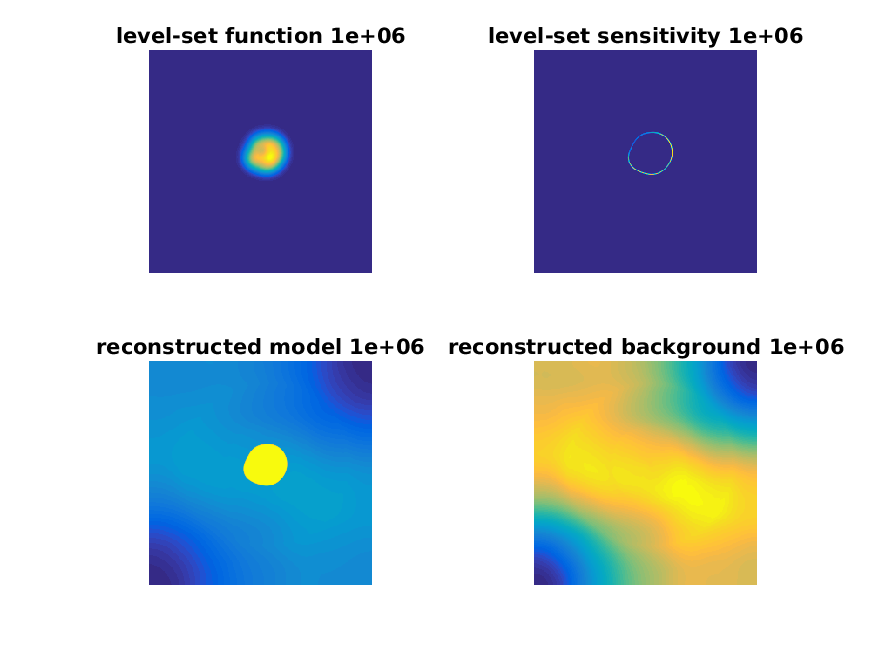 level-set function 1e+06
level-set sensitivity 1e+06
reconstructed model 1e+06
reconstructed background 1e+06